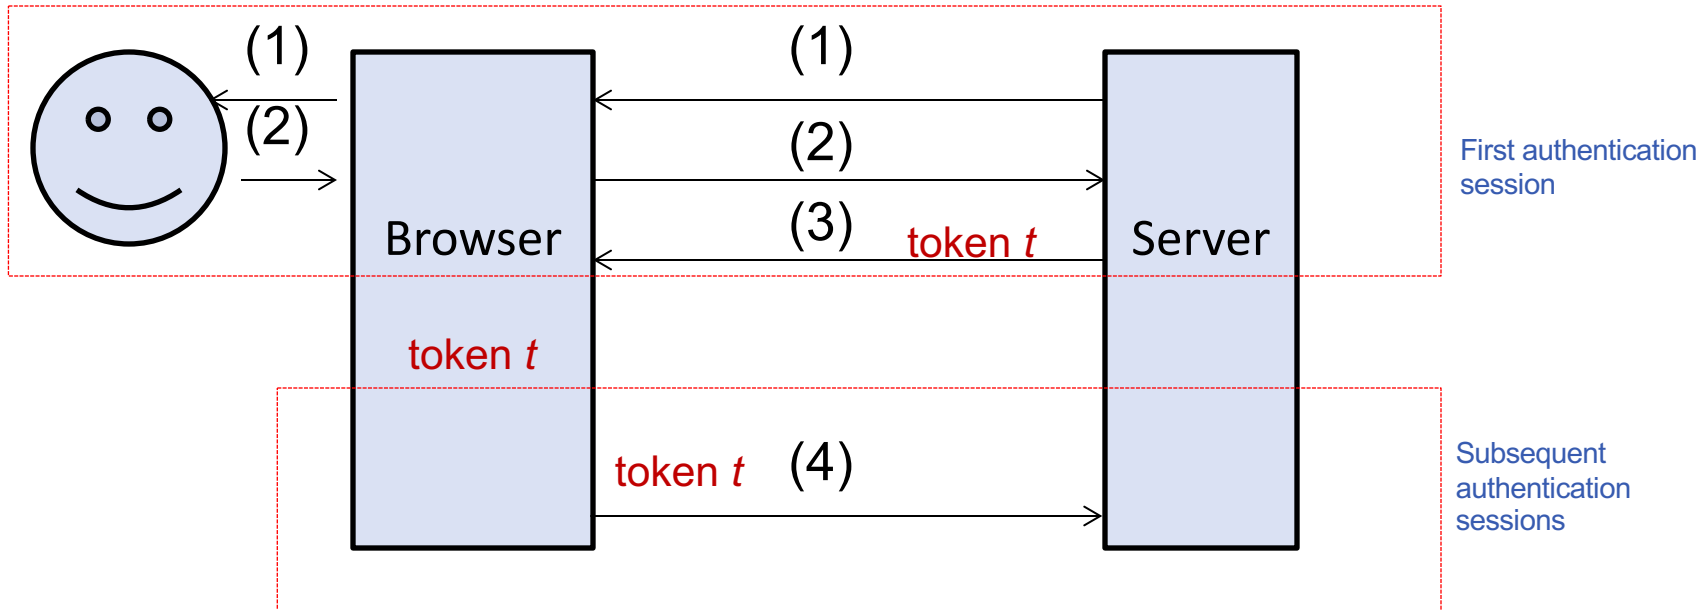 (1)
(1)
(2)
(2)
First authentication
session
(3)
token t
Browser
Server
token t
token t
(4)
Subsequent
authentication
sessions